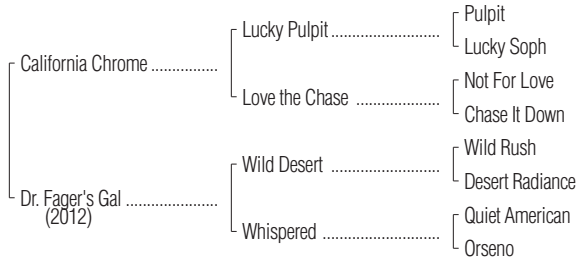 Pulpit
Lucky Pulpit
Lucky Soph
California Chrome
Not For Love
Love the Chase
Chase It Down
Wild Rush
Wild Desert
Desert Radiance
Dr. Fager's Gal
(2012)
Quiet American
Whispered
Orseno